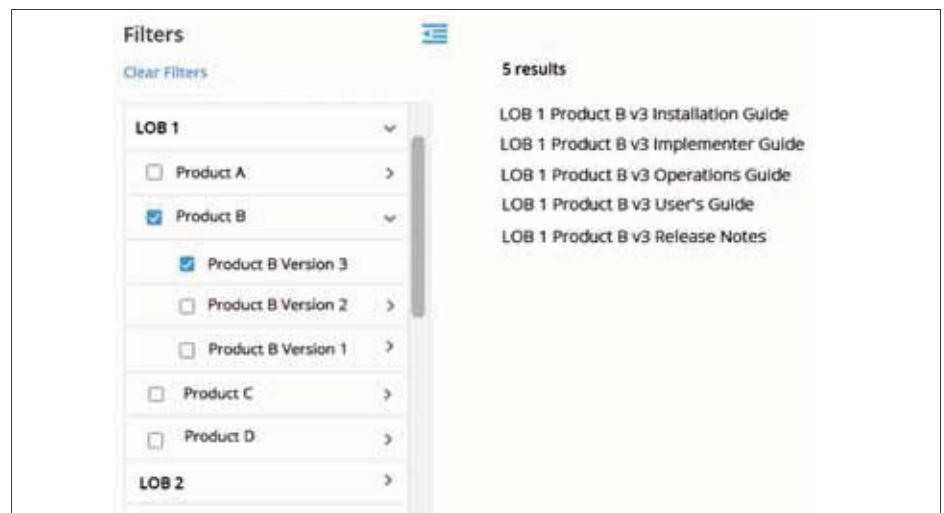 Filters
Clear Filters
LOB 1
Product A
Product B
Product B Version 3
Product B Version 2
Product B Version 1
Product C
Product D
LOB 2
5 results
LOB 1 Product B v3 Installation Guide
LOB 1 Product B v3 Implementer Guide
LOB 1 Product B v3 Operations Guide
LOB 1 Product B v3 User's Guide
LOB 1 Product B v3 Release Notes